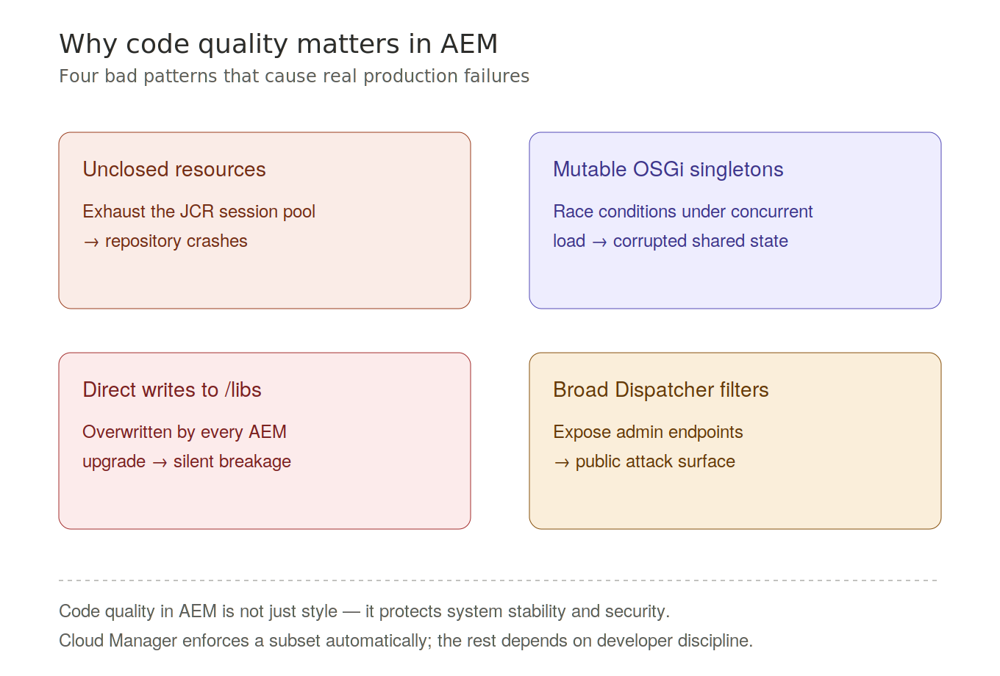 Why code quality matters in AEM
Four bad patterns that cause real production failures
Unclosed resources
Exhaust the JCR session pool
→ repository crashes
Mutable OSGi singletons
Race conditions under concurrent
load → corrupted shared state
Direct writes to /libs
Overwritten by every AEM
upgrade → silent breakage
Broad Dispatcher filters
Expose admin endpoints
→ public attack surface
Code quality in AEM is not just style — it protects system stability and security.
Cloud Manager enforces a subset automatically; the rest depends on developer discipline.